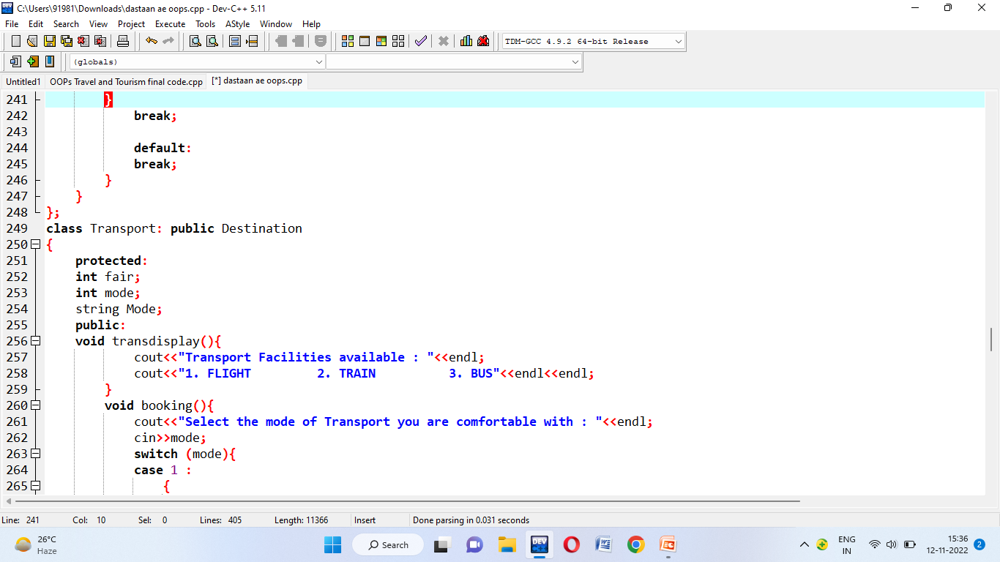 C:\Users\91981\Downloads\dastaan ae oops.cpp - Dev-C++ 5.11
File Edit Search View Project Execute Tools AStyle Window Help
TDM-GCC 4.9.2 64-bit Release
(globals)
Untitled1 OOPs Travel and Tourism final code.cpp [*] dastaan ae oops.cpp
241 }
242 break;
243
244 default:
245 break;
246 }
247 }
248 };
249 class Transport: public Destination
250 {
251 protected:
252 int fair;
253 int mode;
254 string Mode;
255 public:
256 void transdisplay(){
257 cout<<"Transport Facilities available : "<<endl;
258 cout<<"1. FLIGHT 2. TRAIN 3. BUS"<<endl<<endl;
259 }
260 void booking(){
261 cout<<"Select the mode of Transport you are comfortable with : "<<endl;
262 cin>>mode;
263 switch (mode){
264 case 1 :
265 {
Line: 241 Col: 10 Sel: 0 Lines: 405 Length: 11366 Insert Done parsing in 0.031 seconds
26°C
Haze
Search
DEV
ENG
IN
15:36
12-11-2022
2